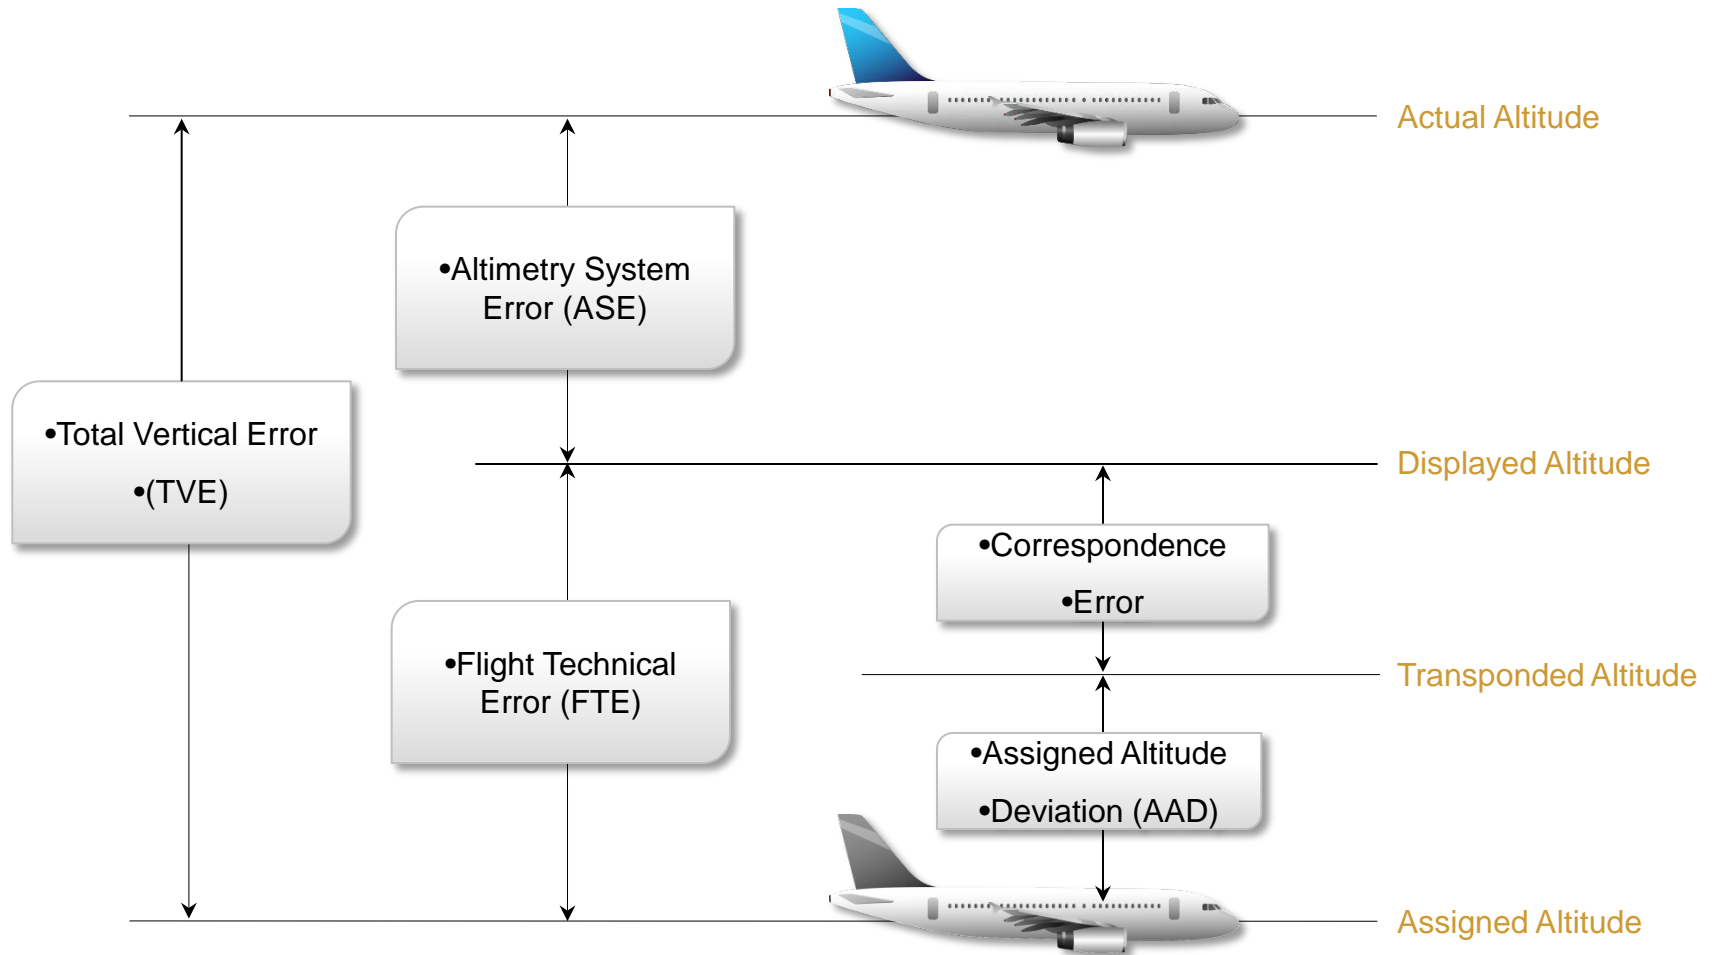 Actual Altitude
•Altimetry System
Error (ASE)
•Total Vertical Error
•(TVE)
Displayed Altitude
•Correspondence
•Error
•Flight Technical
Error (FTE)
Transponded Altitude
•Assigned Altitude
•Deviation (AAD)
Assigned Altitude